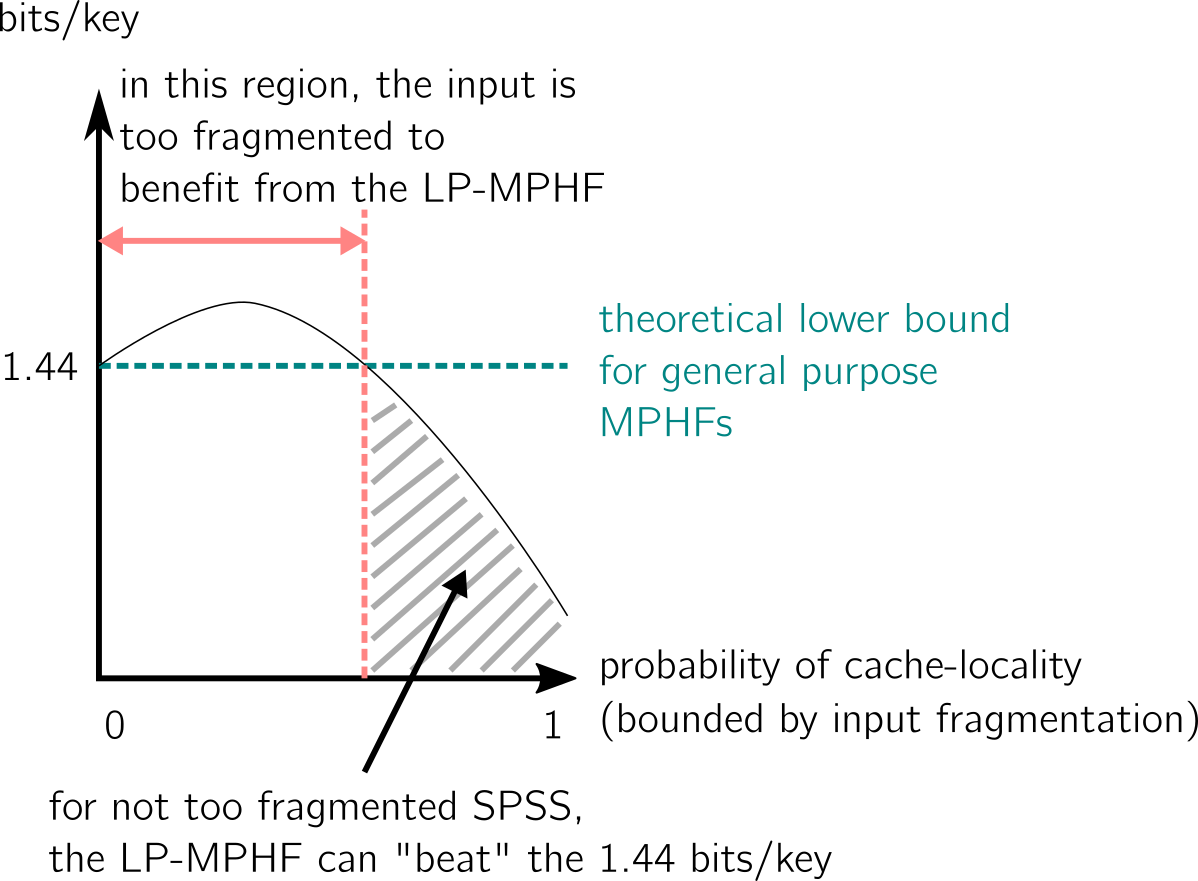 bits/key
in this region, the input is
too fragmented to
benefit from the LP-MPHF
theoretical lower bound
for general purpose
MPHFs
1.44
probability of cache-locality
(bounded by input fragmentation)
0
1
for not too fragmented SPSS,
the LP-MPHF can "beat" the 1.44 bits/key